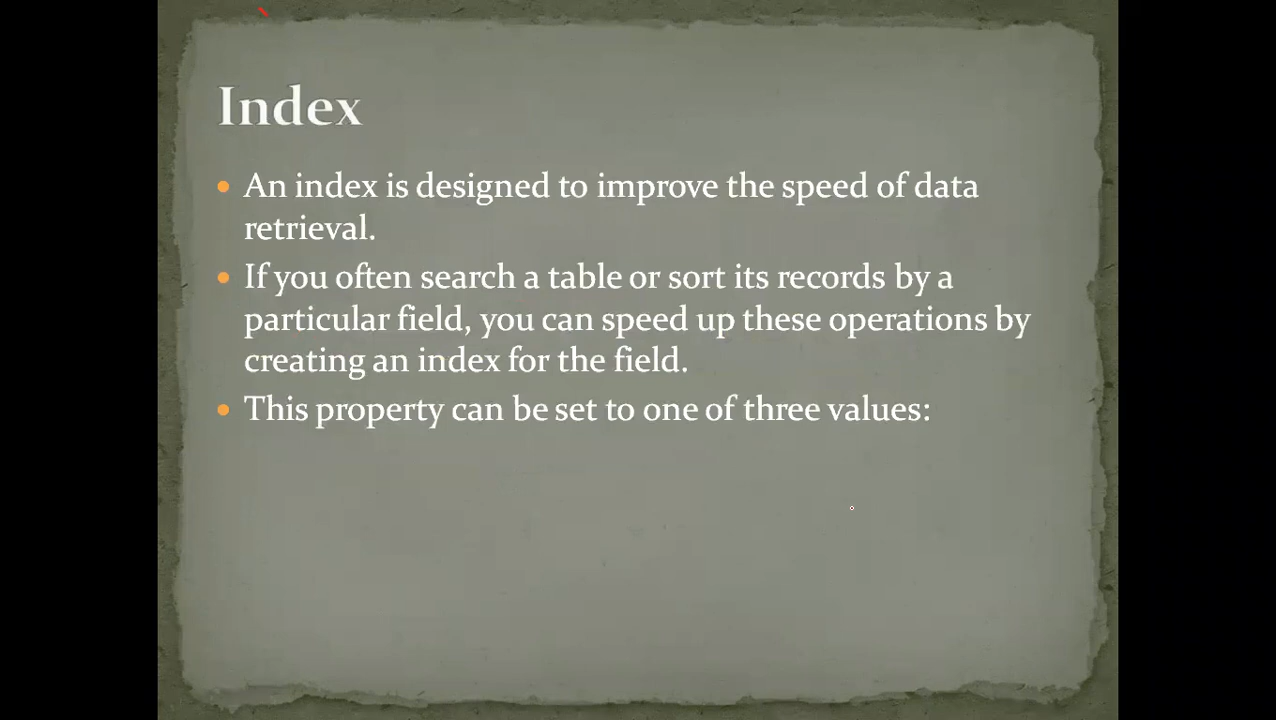 Index
An index is designed to improve the speed of data
retrieval.
If you often search a table or sort its records by a
particular field, you can speed up these operations by
creating an index for the field.
This property can be set to one of three values: